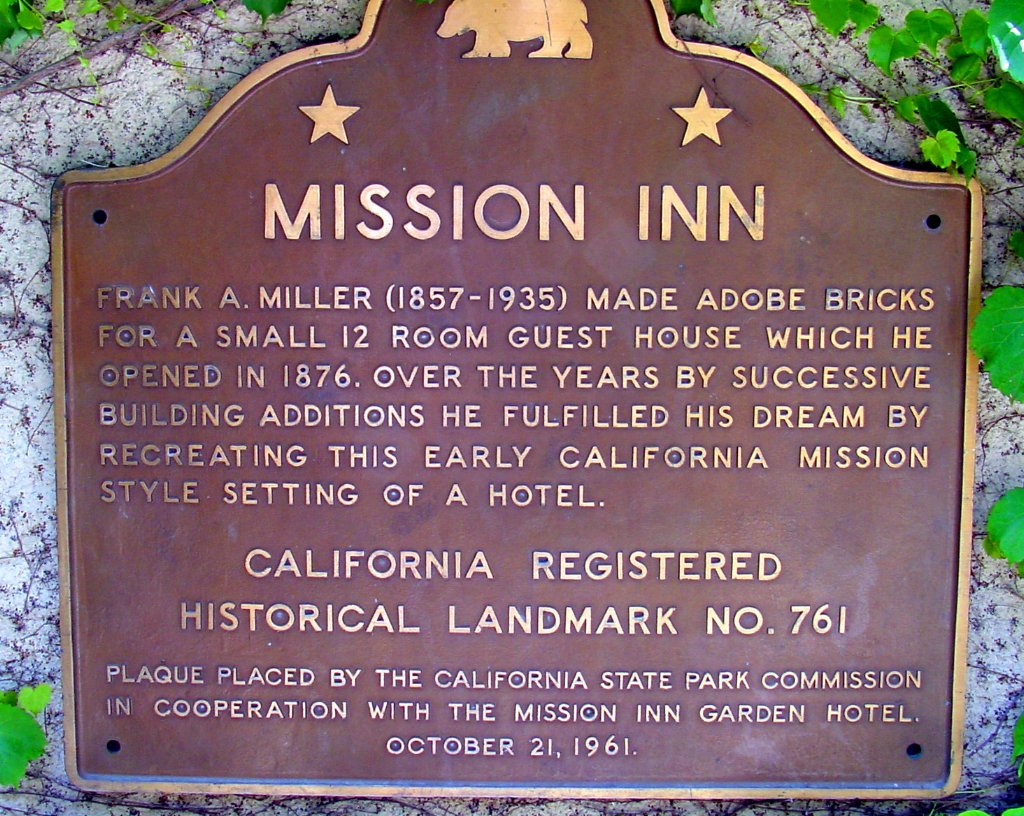 MISSION INN
FRANK A. MILLER (1857-1935) MADE ADOBE BRICKS
FOR A SMALL 12 ROOM GUEST HOUSE WHICH HE
OPENED IN 1876. OVER THE YEARS BY SUCCESSIVE
BUILDING ADDITIONS HE FULFILLED HIS DREAM BY
RECREATING THIS EARLY CALIFORNIA MISSION
STYLE SETTING OF A HOTEL.
CALIFORNIA REGISTERED
HISTORICAL LANDMARK NO. 761
PLAQUE PLACED BY THE CALIFORNIA STATE PARK COMMISSION
IN COOPERATION WITH THE MISSION INN GARDEN HOTEL.
OCTOBER 21, 1961.